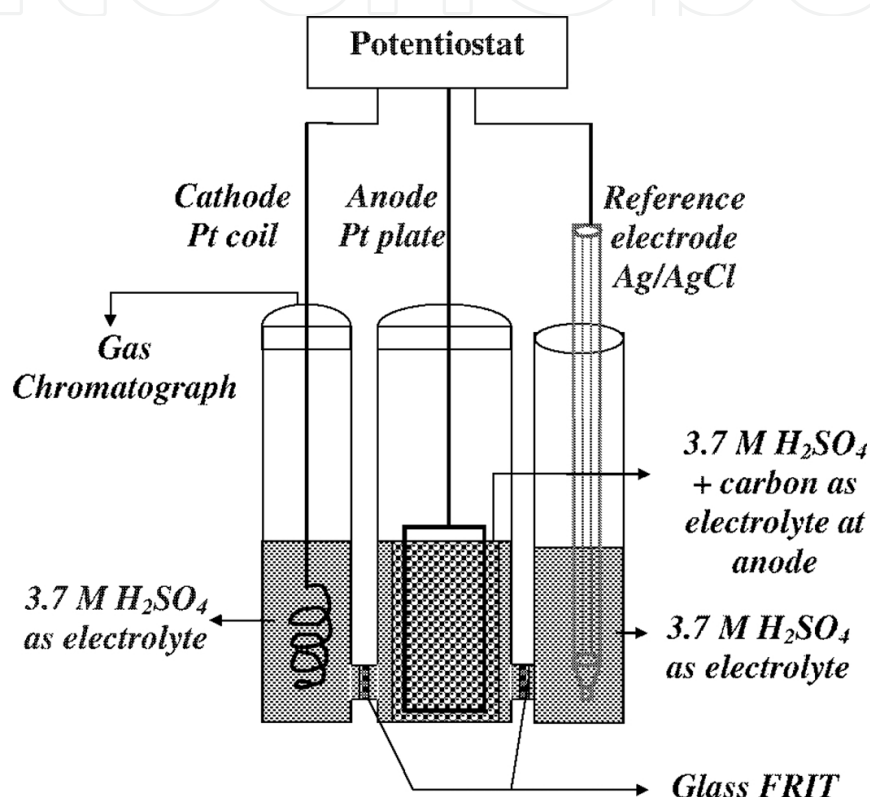 Potentiostat
Cathode
Pt coil
Anode
Pt plate
Reference
electrode
Ag/AgCl
Gas
Chromatograph
3.7 M H₂SO₄
+ carbon as
electrolyte at
anode
3.7 M H₂SO₄
as electrolyte
3.7 M H₂SO₄
as electrolyte
Glass FRIT